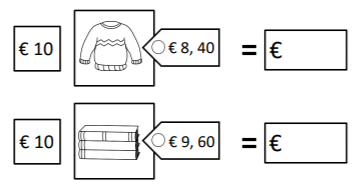 € 10 € 8, 40 = €
€ 10 € 9, 60 = €